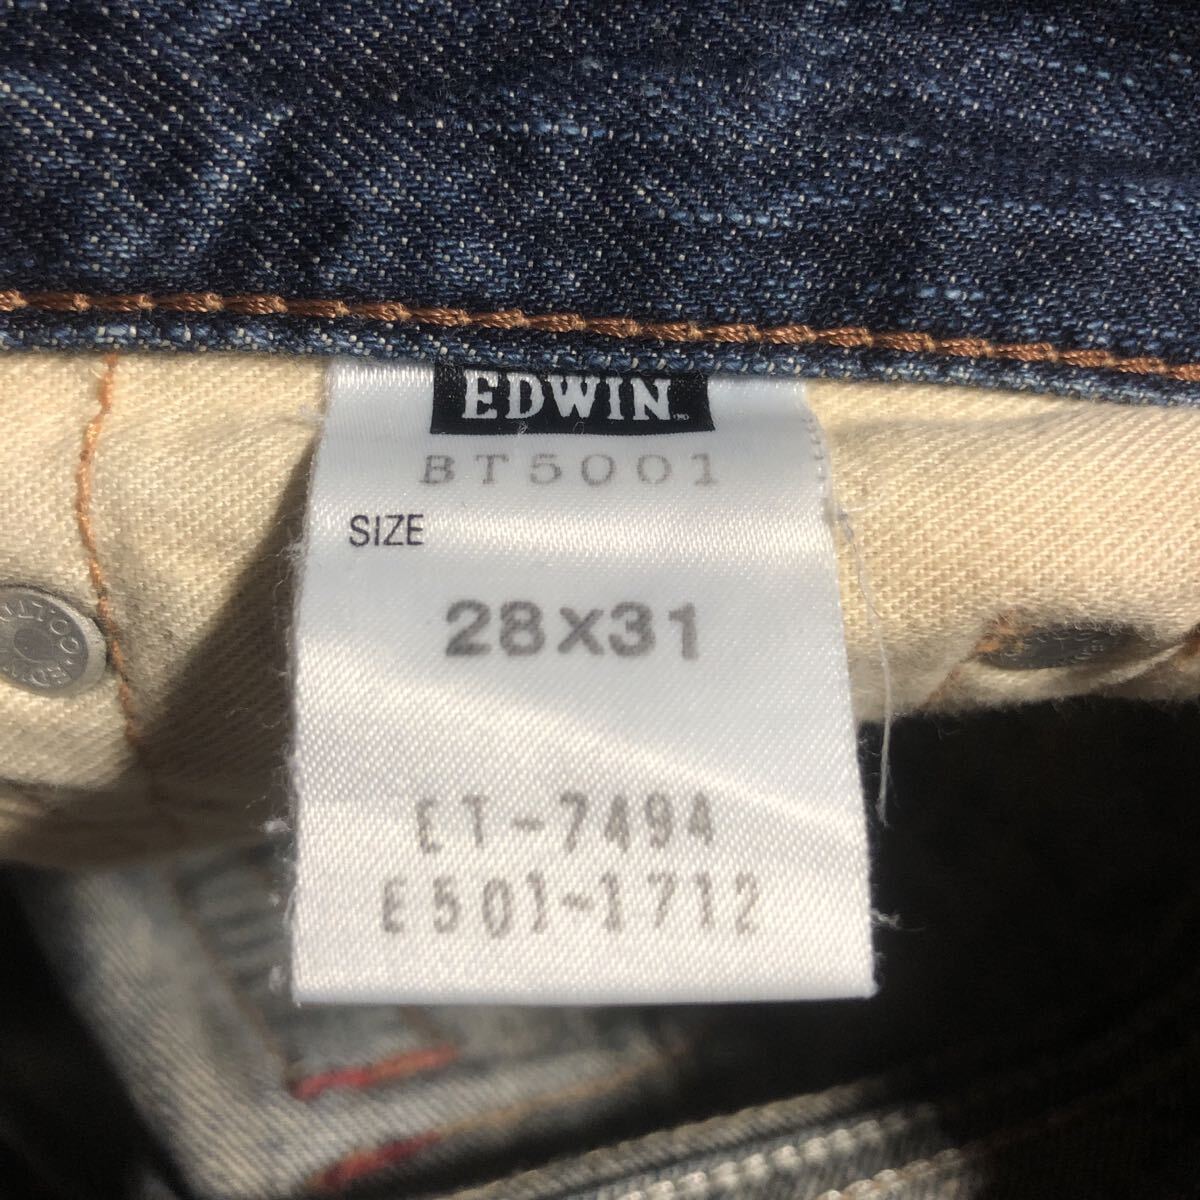 EDWIN
BT5001
SIZE
28X31
ET-7494
E501-1712